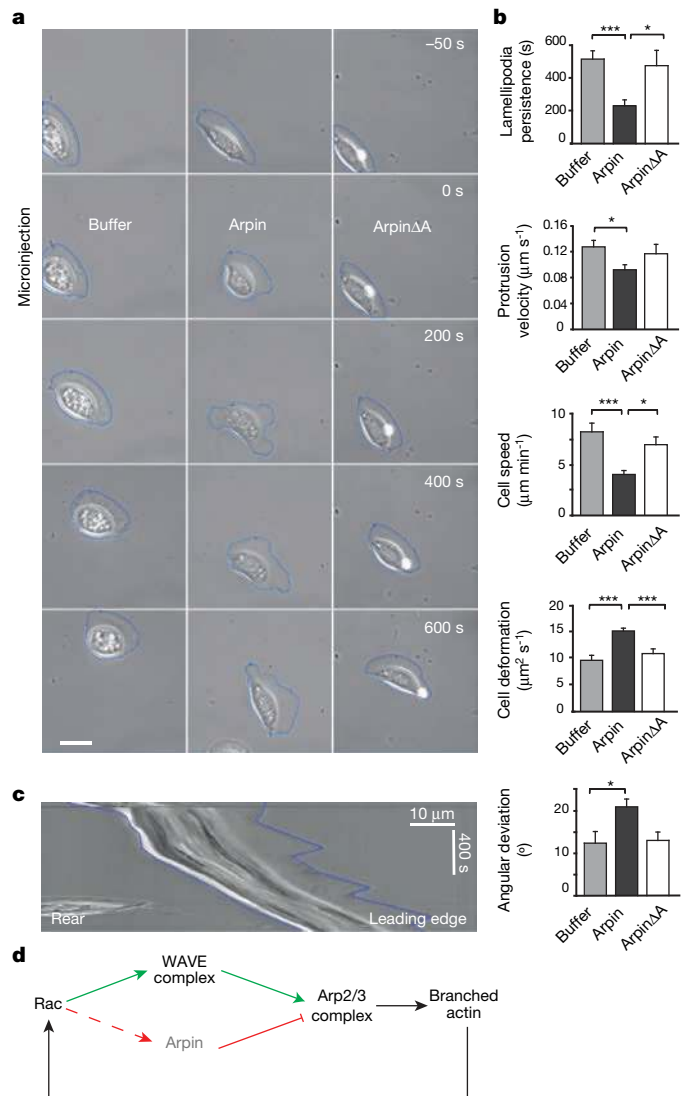 a
–50 s
0 s
Microinjection
Buffer
Arpin
ArpinΔA
200 s
400 s
600 s
b
Lamellipodia
persistence (s)
600
400
200
0
***
*
Buffer
Arpin
ArpinΔA
Protrusion
velocity (μm s⁻¹)
0.16
0.12
0.08
0
*
Buffer
Arpin
ArpinΔA
Cell speed
(μm min⁻¹)
10
5
0
***
*
Buffer
Arpin
ArpinΔA
Cell deformation
(μm² s⁻¹)
20
15
10
5
0
***
***
Buffer
Arpin
ArpinΔA
Angular deviation
(º)
20
10
0
*
Buffer
Arpin
ArpinΔA
c
10 μm
400 s
Rear
Leading edge
d
WAVE
complex
Rac
Arpin
Arp2/3
complex
Branched
actin